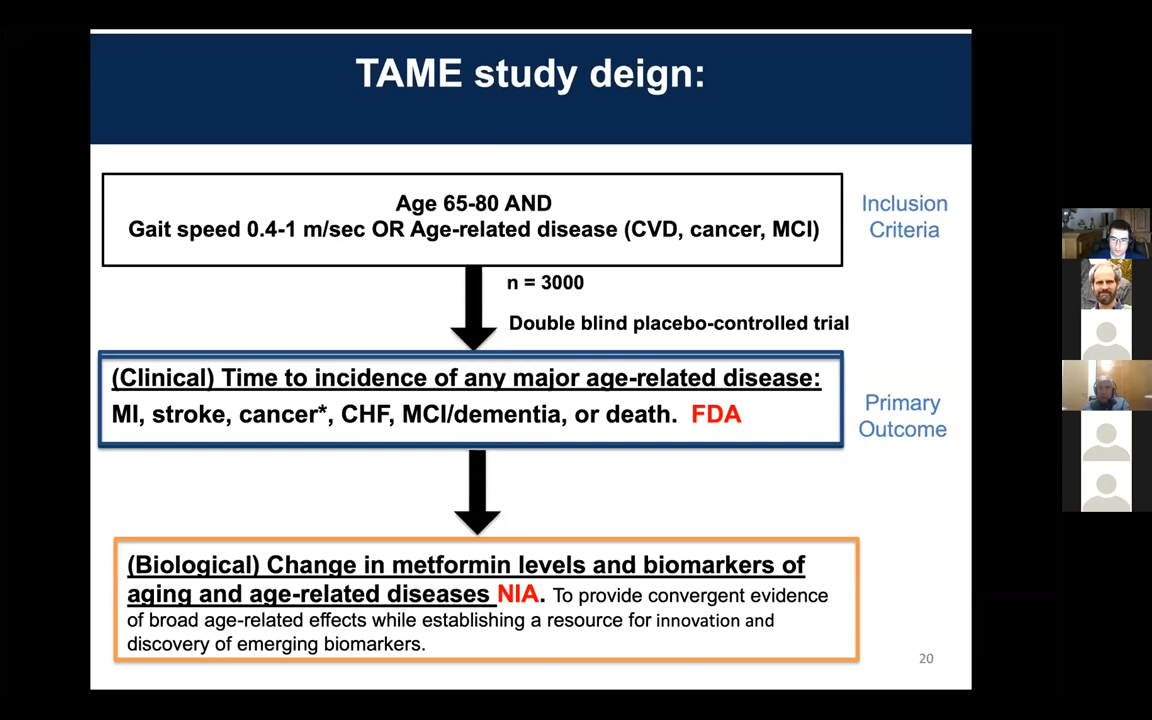 TAME study deign:
Age 65-80 AND
Gait speed 0.4-1 m/sec OR Age-related disease (CVD, cancer, MCI)
Inclusion
Criteria
n = 3000
Double blind placebo-controlled trial
(Clinical) Time to incidence of any major age-related disease:
MI, stroke, cancer*, CHF, MCI/dementia, or death. FDA
Primary
Outcome
(Biological) Change in metformin levels and biomarkers of
aging and age-related diseases NIA. To provide convergent evidence
of broad age-related effects while establishing a resource for innovation and
discovery of emerging biomarkers.
20